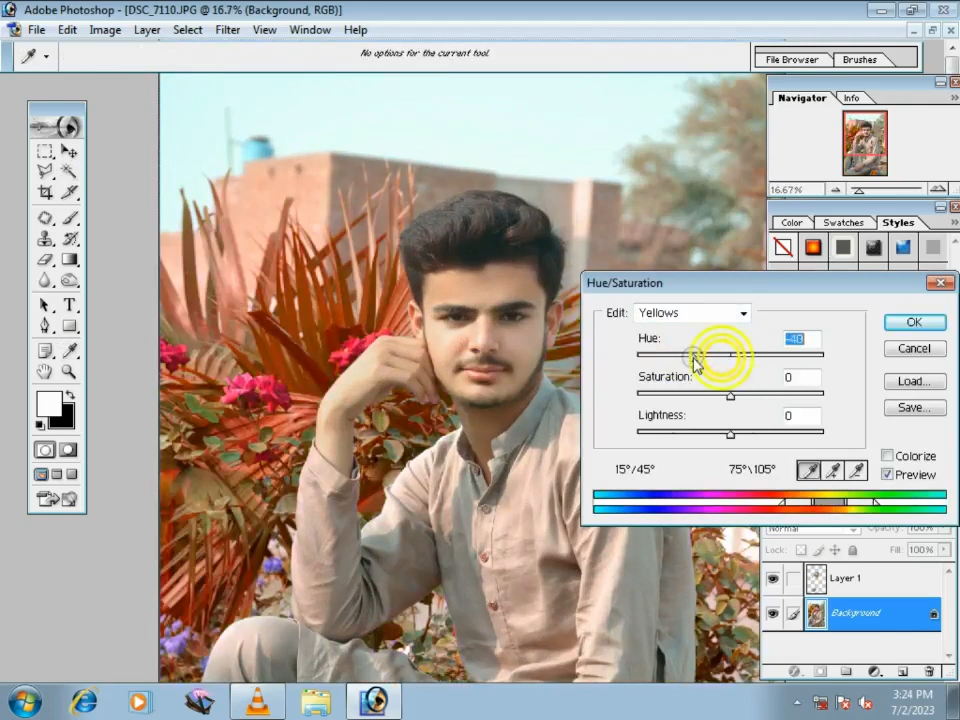 Adobe Photoshop - [DSC_7110.JPG @ 16.7% (Background, RGB)]
File Edit Image Layer Select Filter View Window Help
No options for the current tool.
File Browser Brushes
Navigator Info
16.67%
Color Swatches Styles
Hue/Saturation
Edit: Yellows
OK
Hue: -40
Cancel
Saturation: 0
Load...
Save...
Lightness: 0
Colorize
15°/45° 75°\105°
Preview
Normal Opacity: 100%
Lock: Fill: 100%
Layer 1
Background
3:24 PM
7/2/2023